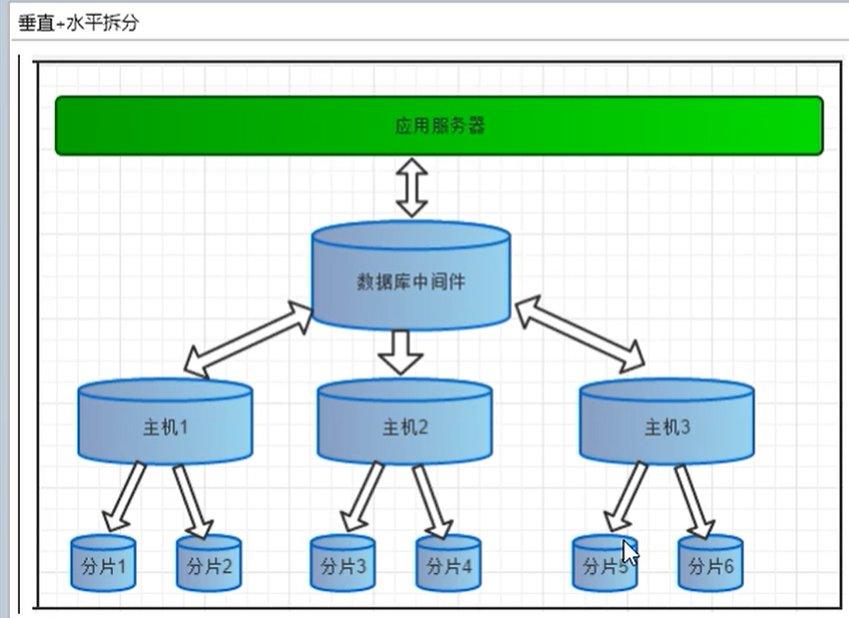 垂直+水平拆分
应用服务器
数据库中间件
主机1
主机2
主机3
分片1
分片2
分片3
分片4
分片5
分片6